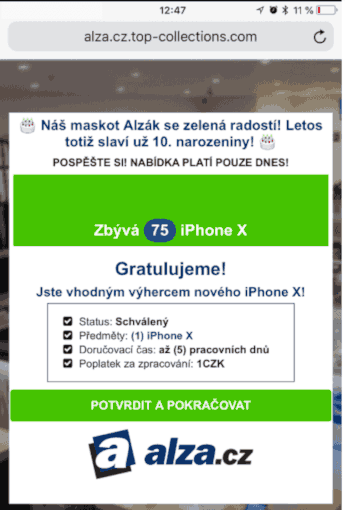 12:47
11 %
alza.cz.top-collections.com
Náš maskot Alzák se zelená radostí! Letos
totiž slaví už 10. narozeniny!
POSPĚŠTE SI! NABÍDKA PLATÍ POUZE DNES!
Zbývá 75 iPhone X
Gratulujeme!
Jste vhodným výhercem nového iPhone X!
Status: Schválený
Předměty: (1) iPhone X
Doručovací čas: až (5) pracovních dnů
Poplatek za zpracování: 1CZK
POTVRDIT A POKRAČOVAT
a alza.cz